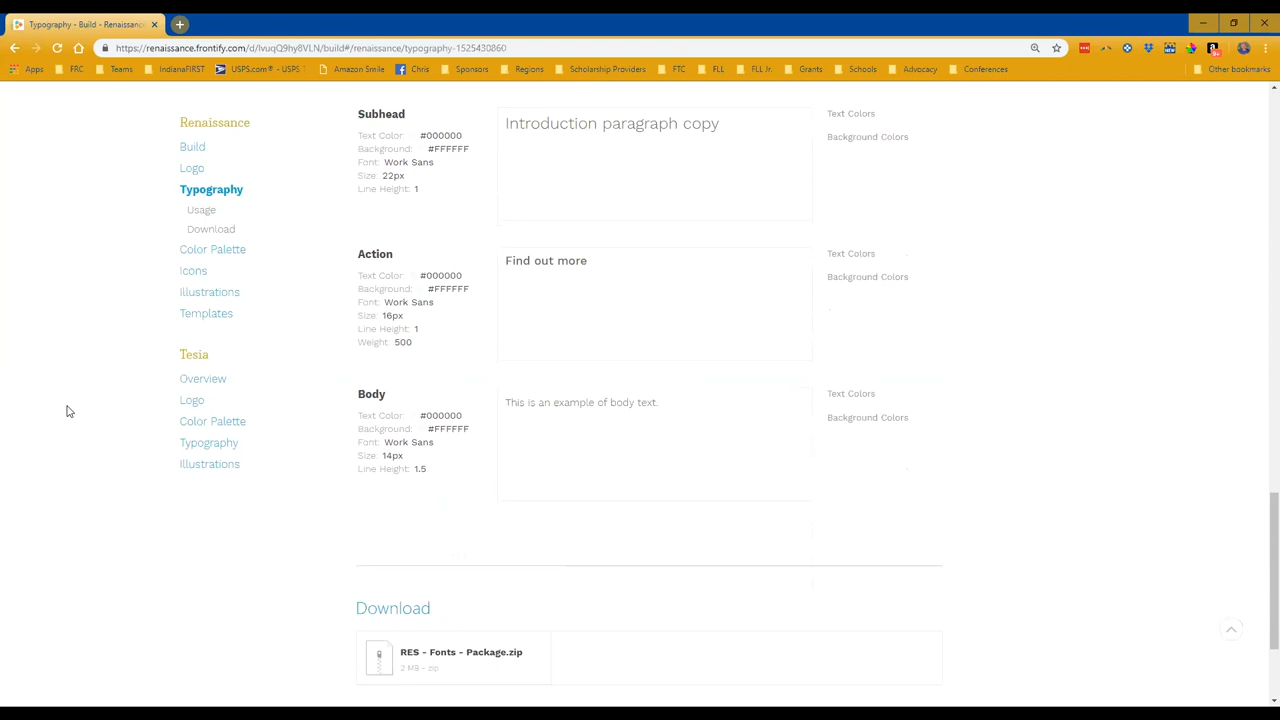 Typography - Build - Renaissance
https://renaissance.frontify.com/d/lvuqQ9hy8VLN/build#/renaissance/typography-1525430860
Apps
FRC
Teams
IndianaFIRST
USPS.com® - USPS T
Amazon Smile
Chris
Sponsors
Regions
Scholarship Providers
FTC
FLL
FLL Jr.
Grants
Schools
Advocacy
Conferences
Other bookmarks
Renaissance
Build
Logo
Typography
Usage
Download
Color Palette
Icons
Illustrations
Templates
Tesia
Overview
Logo
Color Palette
Typography
Illustrations
Subhead
Text Color: #000000
Background: #FFFFFF
Font: Work Sans
Size: 22px
Line Height: 1
Introduction paragraph copy
Text Colors
Background Colors
Action
Text Color: #000000
Background: #FFFFFF
Font: Work Sans
Size: 16px
Line Height: 1
Weight: 500
Find out more
Text Colors
Background Colors
Body
Text Color: #000000
Background: #FFFFFF
Font: Work Sans
Size: 14px
Line Height: 1.5
This is an example of body text.
Text Colors
Background Colors
Download
RES - Fonts - Package.zip
2 MB - zip